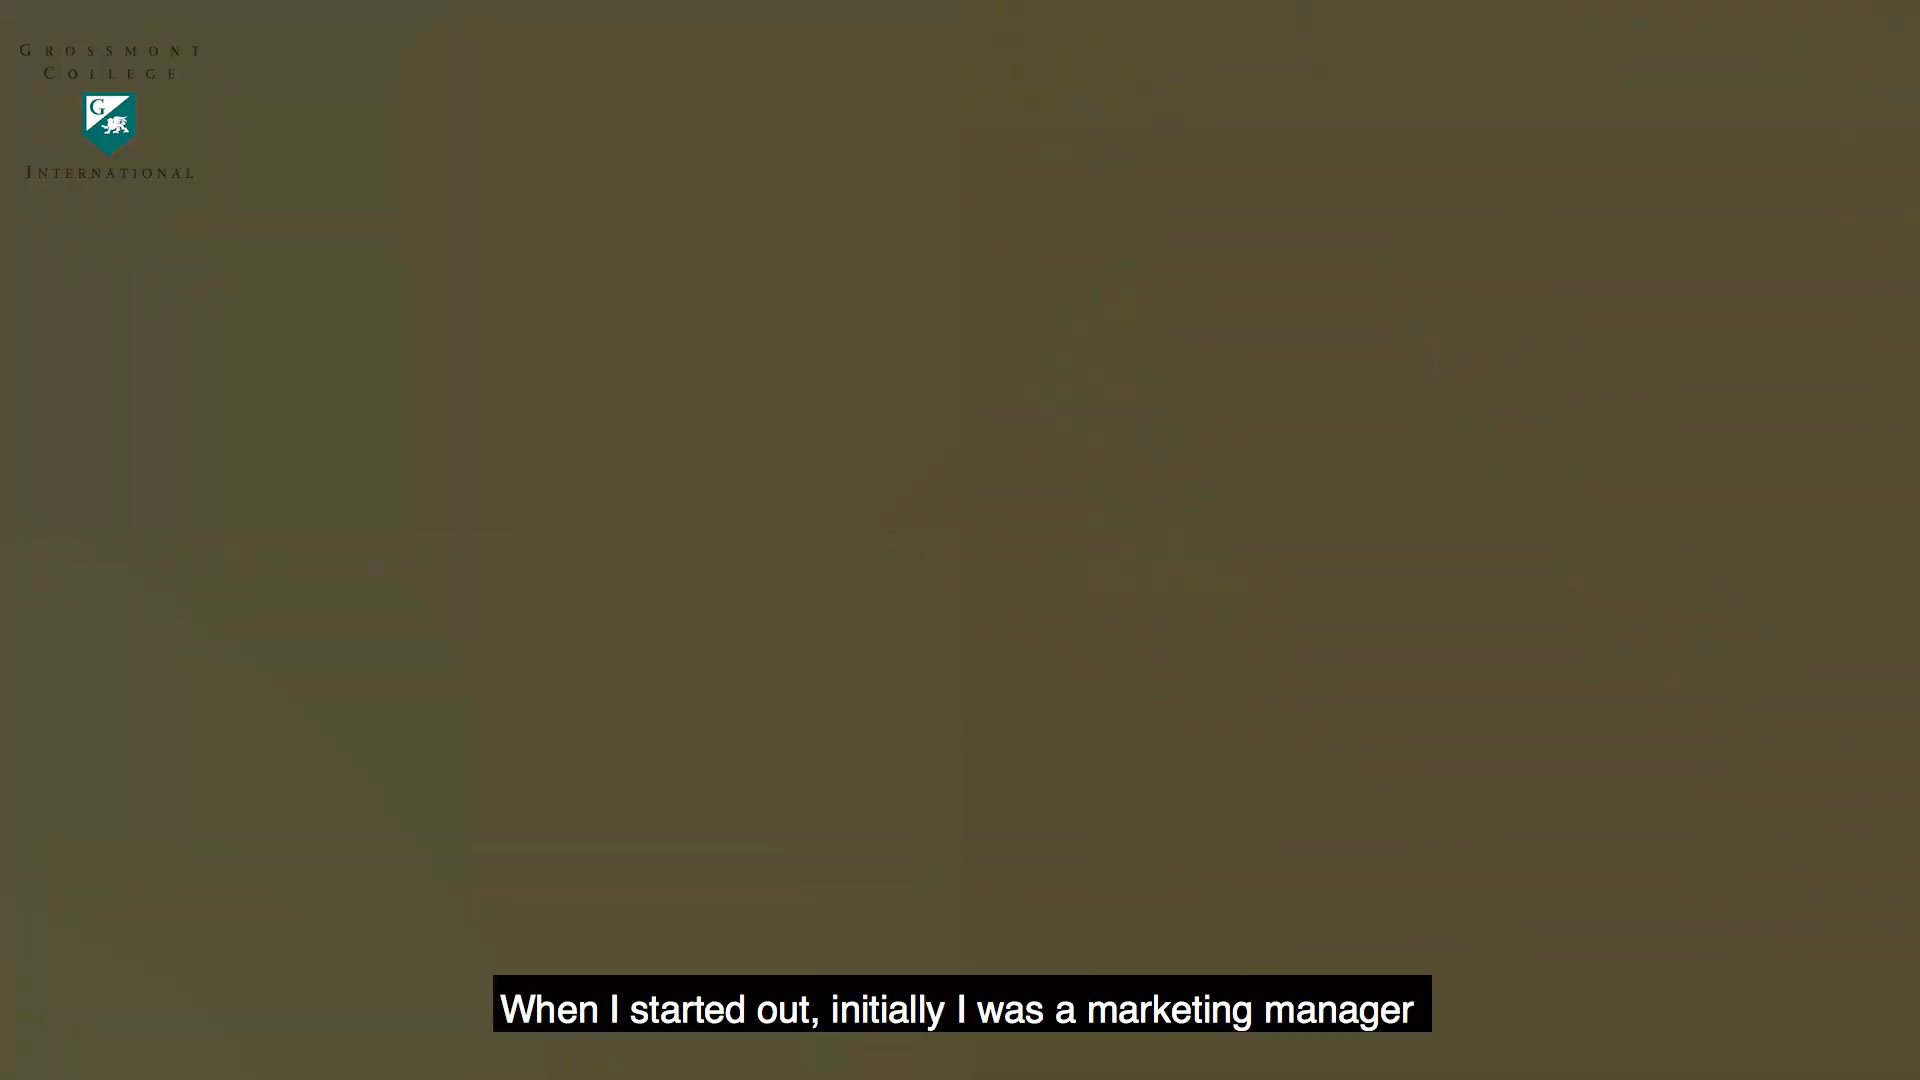 GROSSMONT
COLLEGE
G
INTERNATIONAL
When I started out, initially I was a marketing manager